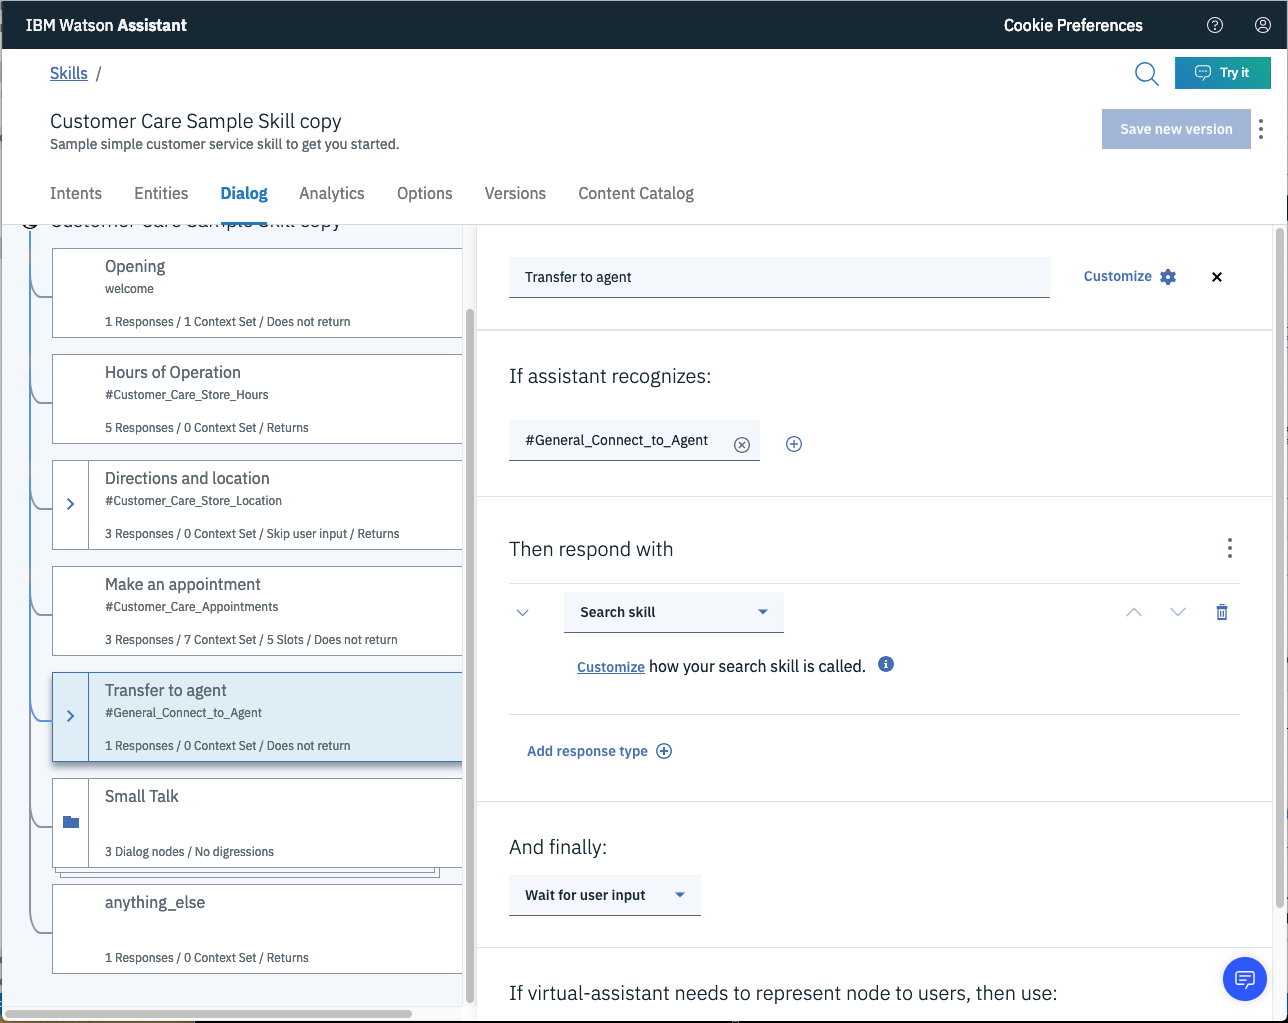 IBM Watson Assistant
Cookie Preferences
Skills /
Try it
Customer Care Sample Skill copy
Sample simple customer service skill to get you started.
Save new version
Intents Entities Dialog Analytics Options Versions Content Catalog
Customer Care Sample Skill copy
Opening
welcome
1 Responses / 1 Context Set / Does not return
Hours of Operation
#Customer_Care_Store_Hours
5 Responses / 0 Context Set / Returns
Directions and location
#Customer_Care_Store_Location
3 Responses / 0 Context Set / Skip user input / Returns
Make an appointment
#Customer_Care_Appointments
3 Responses / 7 Context Set / 5 Slots / Does not return
Transfer to agent
#General_Connect_to_Agent
1 Responses / 0 Context Set / Does not return
Small Talk
3 Dialog nodes / No digressions
anything_else
1 Responses / 0 Context Set / Returns
Transfer to agent
Customize
If assistant recognizes:
#General_Connect_to_Agent
Then respond with
Search skill
Customize how your search skill is called.
Add response type
And finally:
Wait for user input
If virtual-assistant needs to represent node to users, then use: